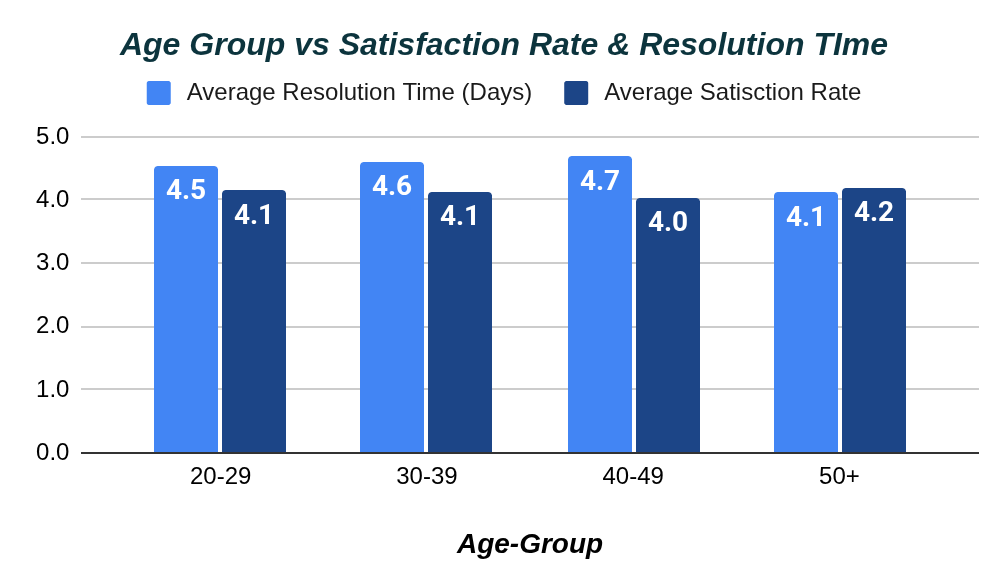 Age Group vs Satisfaction Rate & Resolution TIme
Average Resolution Time (Days) Average Satisction Rate
5.0
4.0
3.0
2.0
1.0
0.0
4.5 4.1 4.6 4.1 4.7 4.0 4.1 4.2
20-29 30-39 40-49 50+
Age-Group